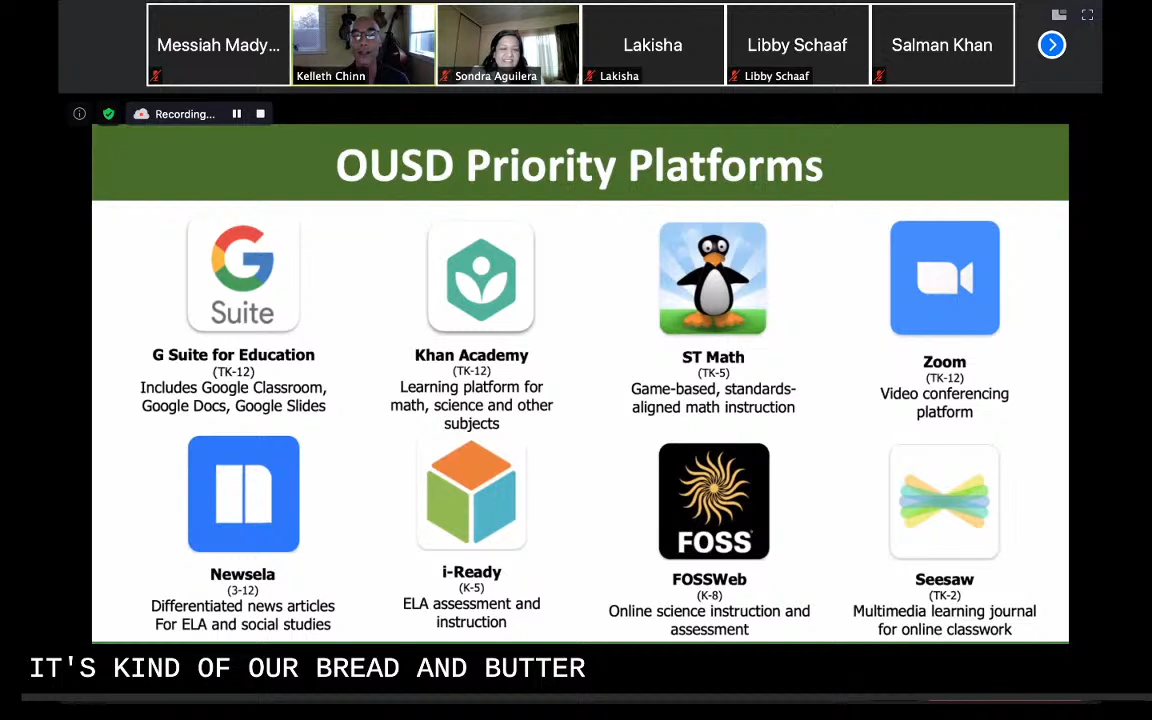 Messiah Mady...
Kelleth Chinn
Sondra Aguilera
Lakisha
Lakisha
Libby Schaaf
Libby Schaaf
Salman Khan
Recording...
OUSD Priority Platforms
G
Suite
G Suite for Education
(TK-12)
Includes Google Classroom,
Google Docs, Google Slides
Khan Academy
(TK-12)
Learning platform for
math, science and other
subjects
ST Math
(TK-5)
Game-based, standards-
aligned math instruction
Zoom
(TK-12)
Video conferencing
platform
Newsela
(3-12)
Differentiated news articles
For ELA and social studies
i-Ready
(K-5)
ELA assessment and
instruction
FOSS
FOSSWeb
(K-8)
Online science instruction and
assessment
Seesaw
(TK-2)
Multimedia learning journal
for online classwork
IT'S KIND OF OUR BREAD AND BUTTER